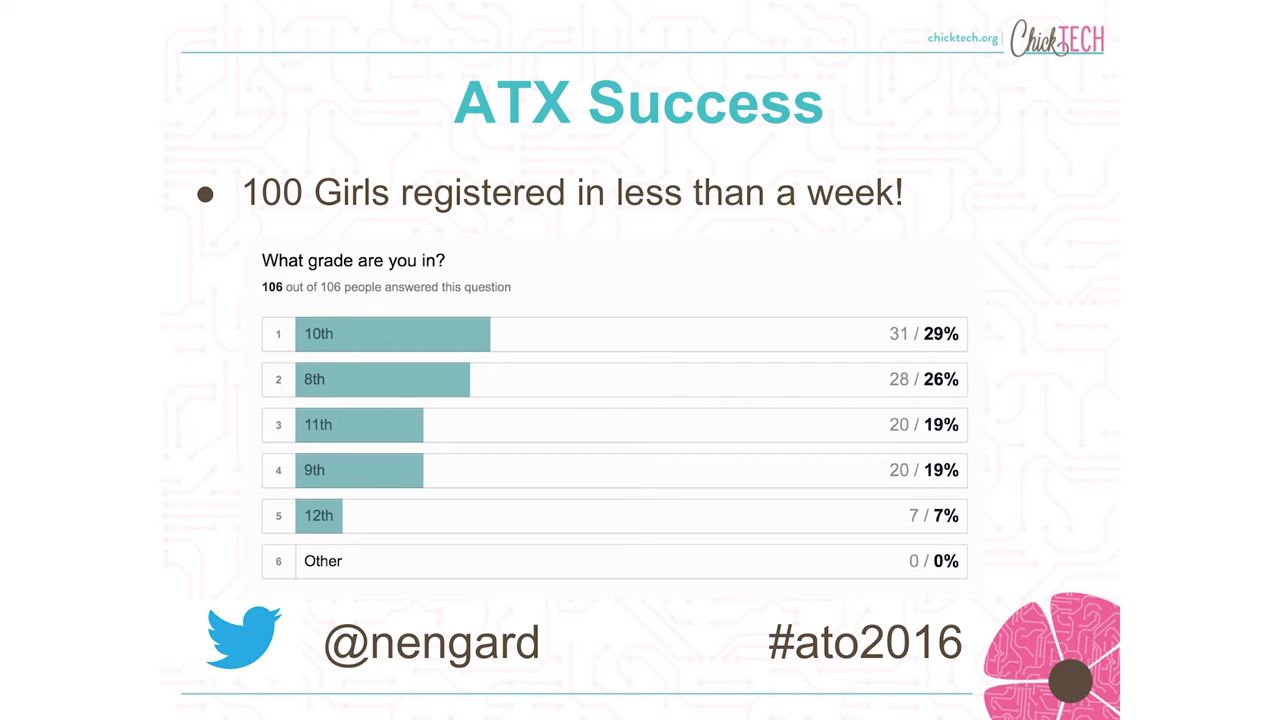 chicktech.org | ChickTECH
ATX Success
● 100 Girls registered in less than a week!
What grade are you in?
106 out of 106 people answered this question
1 10th 31 / 29%
2 8th 28 / 26%
3 11th 20 / 19%
4 9th 20 / 19%
5 12th 7 / 7%
6 Other 0 / 0%
@nengard #ato2016